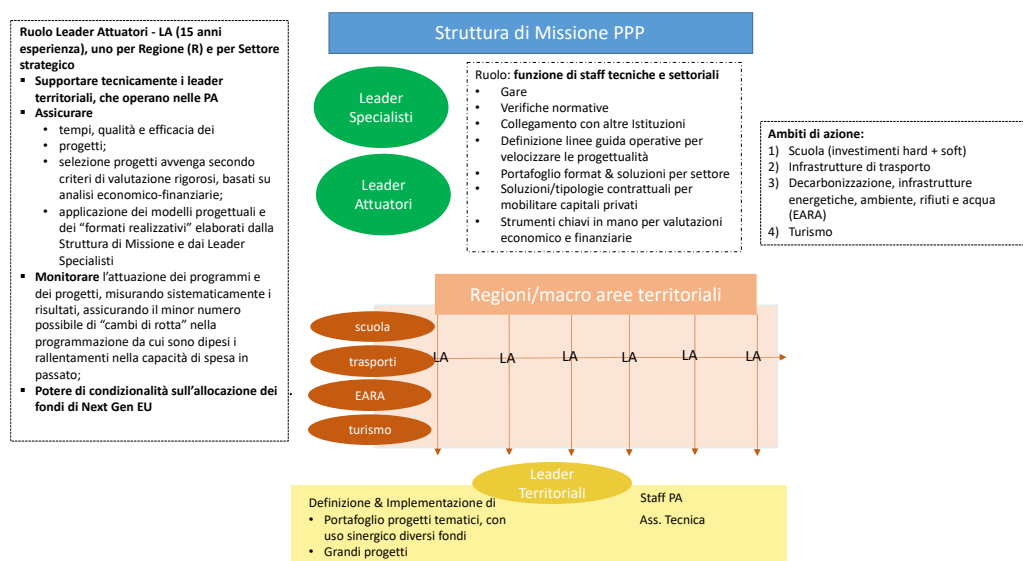 Ruolo Leader Attuatori - LA (15 anni
esperienza), uno per Regione (R) e per Settore
strategico
▪ Supportare tecnicamente i leader
territoriali, che operano nelle PA
▪ Assicurare
• tempi, qualità e efficacia dei
• progetti;
• selezione progetti avvenga secondo
criteri di valutazione rigorosi, basati su
analisi economico-finanziarie;
• applicazione dei modelli progettuali e
dei “formati realizzativi” elaborati dalla
Struttura di Missione e dai Leader
Specialisti
▪ Monitorare l’attuazione dei programmi e
dei progetti, misurando sistematicamente i
risultati, assicurando il minor numero
possibile di “cambi di rotta” nella
programmazione da cui sono dipesi i
rallentamenti nella capacità di spesa in
passato;
▪ Potere di condizionalità sull’allocazione dei
fondi di Next Gen EU
.
Struttura di Missione PPP
Leader
Specialisti
Leader
Attuatori
Ruolo: funzione di staff tecniche e settoriali
• Gare
• Verifiche normative
• Collegamento con altre Istituzioni
• Definizione linee guida operative per
velocizzare le progettualità
• Portafoglio format & soluzioni per settore
• Soluzioni/tipologie contrattuali per
mobilitare capitali privati
• Strumenti chiavi in mano per valutazioni
economico e finanziarie
Ambiti di azione:
1) Scuola (investimenti hard + soft)
2) Infrastrutture di trasporto
3) Decarbonizzazione, infrastrutture
energetiche, ambiente, rifiuti e acqua
(EARA)
4) Turismo
Regioni/macro aree territoriali
scuola
trasporti
LA LA LA LA LA LA
EARA
turismo
Leader
Territoriali
Definizione & Implementazione di
• Portafoglio progetti tematici, con
uso sinergico diversi fondi
• Grandi progetti
Staff PA
Ass. Tecnica